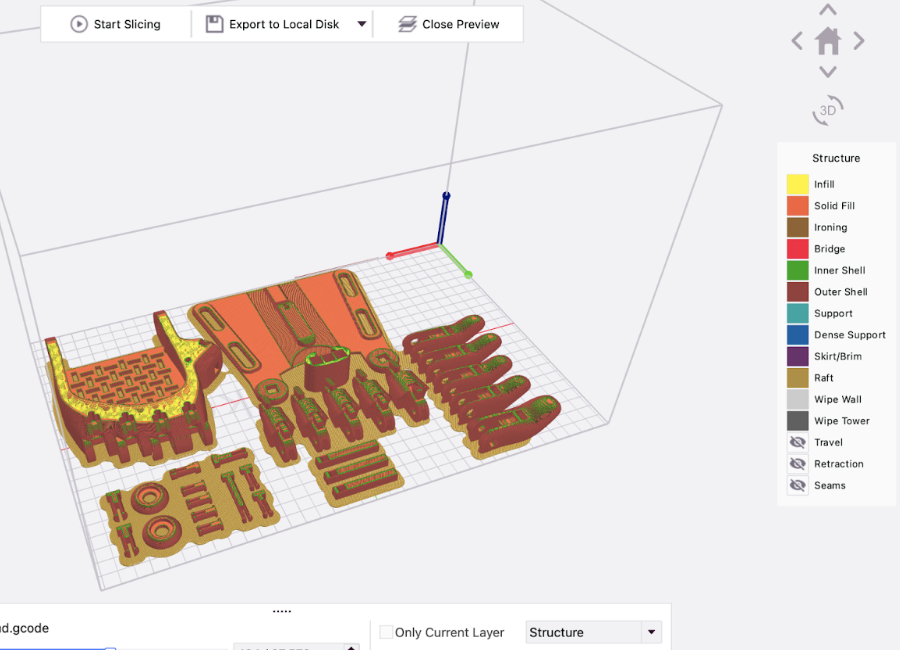 Start Slicing
Export to Local Disk
Close Preview
3D
Structure
Infill
Solid Fill
Ironing
Bridge
Inner Shell
Outer Shell
Support
Dense Support
Skirt/Brim
Raft
Wipe Wall
Wipe Tower
Travel
Retraction
Seams
d.gcode
Only Current Layer
Structure